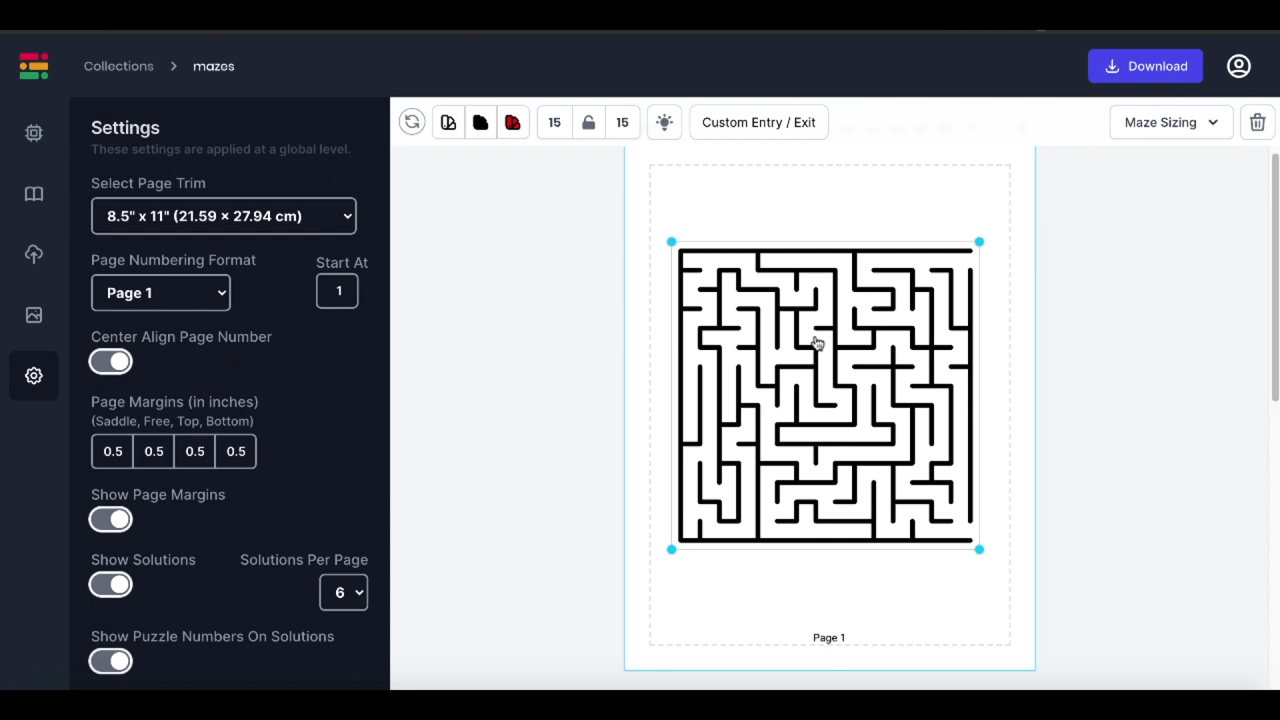 Collections > mazes
Download
Settings
These settings are applied at a global level.
Select Page Trim
8.5" x 11" (21.59 × 27.94 cm)
Page Numbering Format
Start At
Page 1
1
Center Align Page Number
Page Margins (in inches)
(Saddle, Free, Top, Bottom)
0.5 0.5 0.5 0.5
Show Page Margins
Show Solutions
Solutions Per Page
6
Show Puzzle Numbers On Solutions
15
15
Custom Entry / Exit
Maze Sizing
Page 1